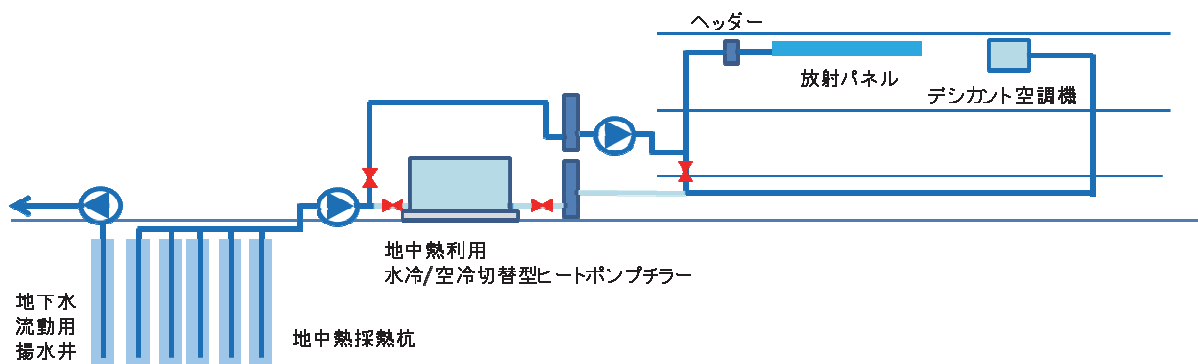 ヘッダー
放射パネル
デシカント空調機
地中熱利用
水冷/空冷切替型ヒートポンプチラー
地下水
流動用
揚水井
地中熱採熱杭